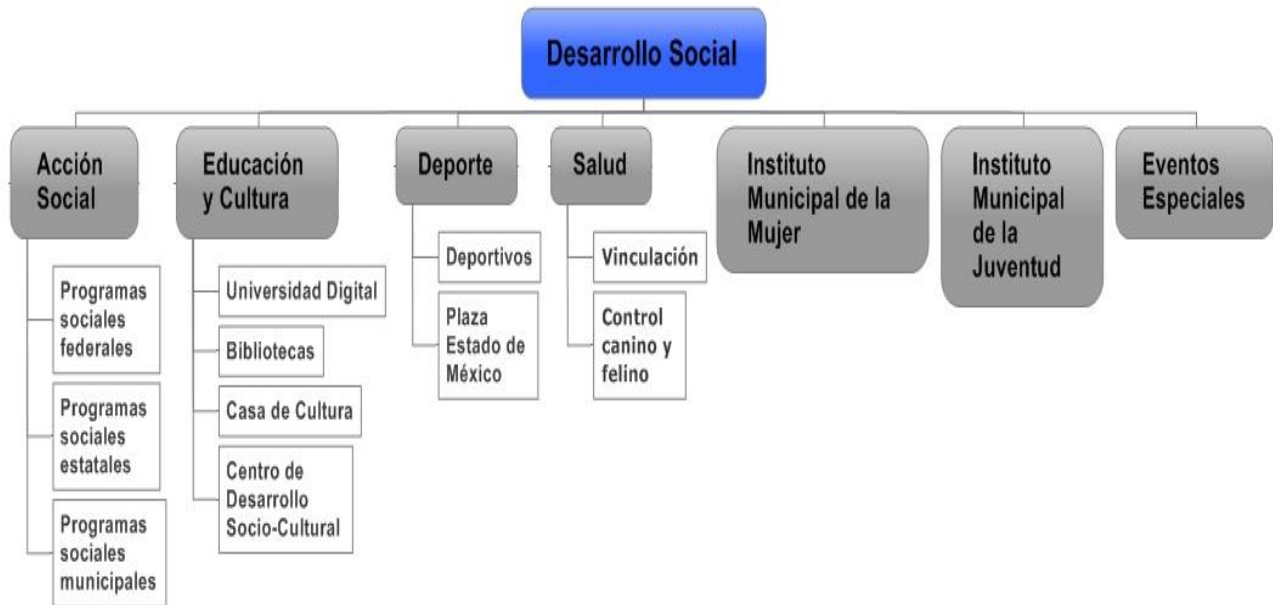 Desarrollo Social
Acción
Social
Programas
sociales
federales
Programas
sociales
estatales
Programas
sociales
municipales
Educación
y Cultura
Universidad Digital
Bibliotecas
Casa de Cultura
Centro de
Desarrollo
Socio-Cultural
Deporte
Deportivos
Plaza
Estado de
México
Salud
Vinculación
Control
canino y
felino
Instituto
Municipal de la
Mujer
Instituto
Municipal
de la
Juventud
Eventos
Especiales